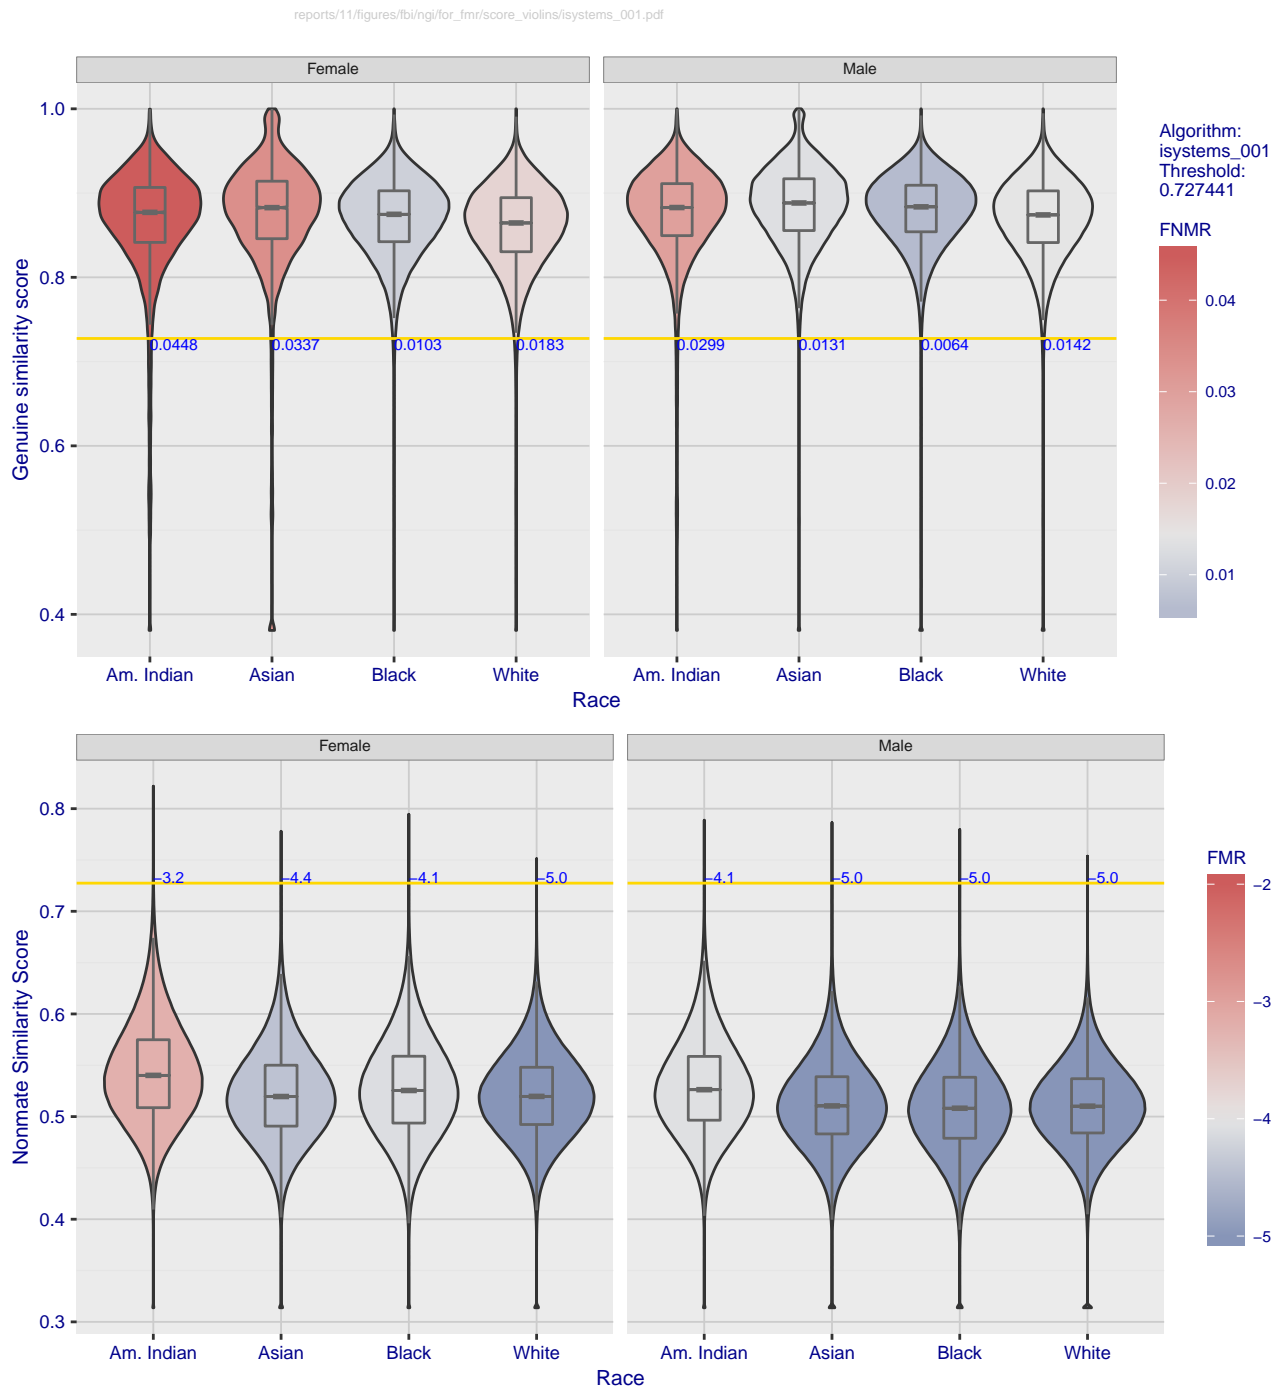 reports/11/figures/fbi/ngi/for_fmr/score_violins/isystems_001.pdf
Female
Male
Genuine similarity score
1.0
0.8
0.6
0.4
0.0448
0.0337
0.0103
0.0183
0.0299
0.0131
0.0064
0.0142
Am. Indian
Asian
Black
White
Am. Indian
Asian
Black
White
Race
Algorithm:
isystems_001
Threshold:
0.727441
FNMR
0.04
0.03
0.02
0.01
Female
Male
Nonmate Similarity Score
0.8
0.7
0.6
0.5
0.4
0.3
−3.2
−4.4
−4.1
−5.0
−4.1
−5.0
−5.0
−5.0
Am. Indian
Asian
Black
White
Am. Indian
Asian
Black
White
Race
FMR
−2
−3
−4
−5